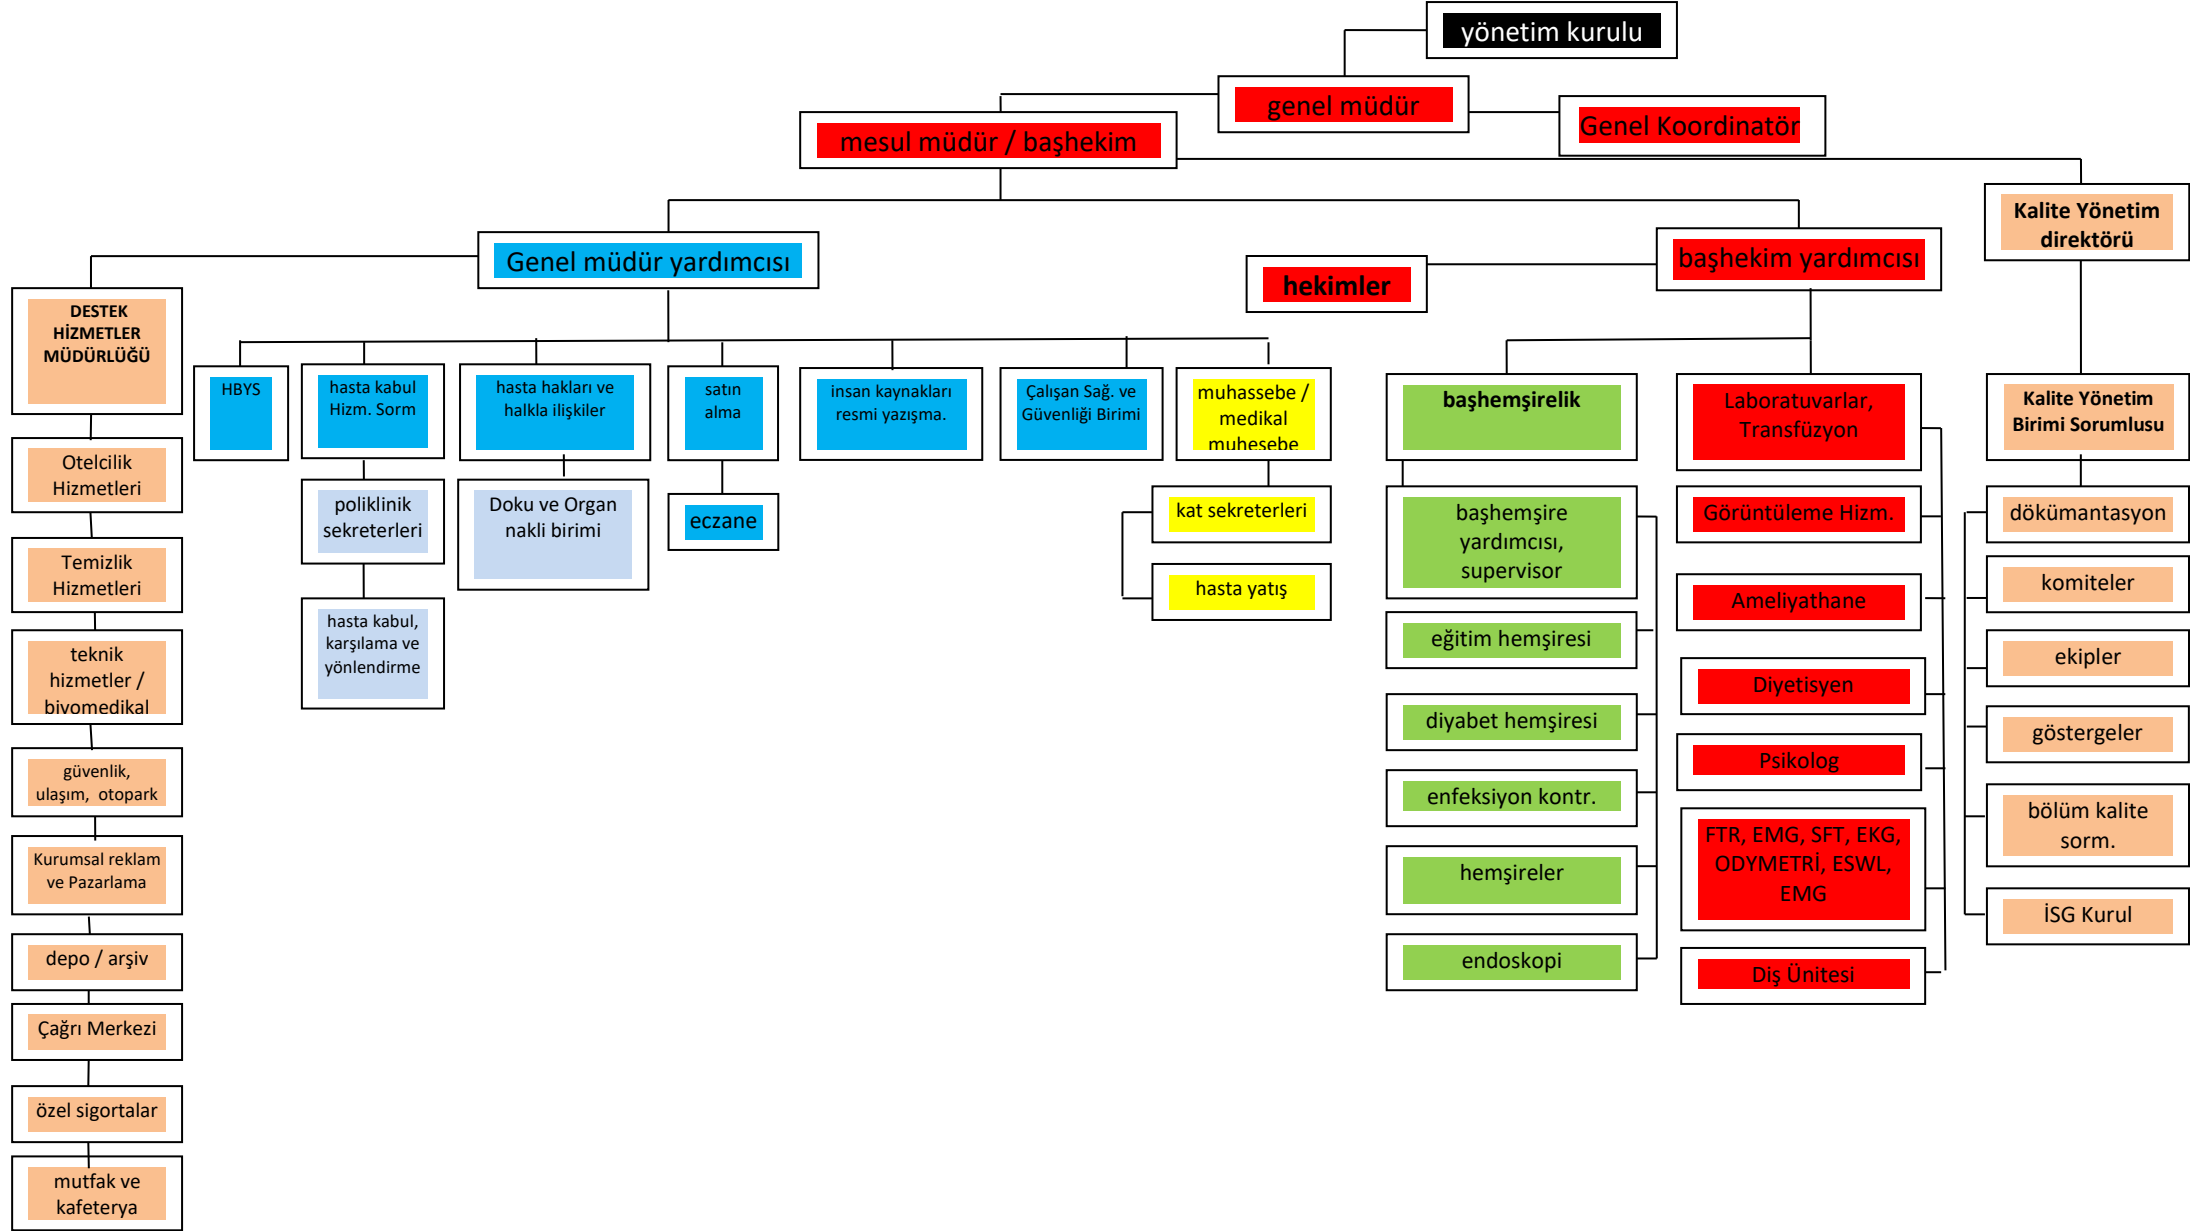 yönetim kurulu
genel müdür
Genel Koordinatör
mesul müdür / başhekim
Kalite Yönetim
direktörü
Genel müdür yardımcısı
başhekim yardımcısı
hekimler
DESTEK
HİZMETLER
MÜDÜRLÜĞÜ
HBYS
hasta kabul
Hizm. Sorm
hasta hakları ve
halkla ilişkiler
satın
alma
insan kaynakları
resmi yazışma.
Çalışan Sağ. ve
Güvenliği Birimi
muhassebe /
medikal
muhesebe
başhemşirelik
Laboratuvarlar,
Transfüzyon
Kalite Yönetim
Birimi Sorumlusu
Otelcilik
Hizmetleri
poliklinik
sekreterleri
Doku ve Organ
nakli birimi
eczane
kat sekreterleri
başhemşire
yardımcısı,
supervisor
Görüntüleme Hizm.
dökümantasyon
Temizlik
Hizmetleri
hasta yatış
Ameliyathane
komiteler
hasta kabul,
karşılama ve
yönlendirme
teknik
hizmetler /
biyomedikal
eğitim hemşiresi
ekipler
Diyetisyen
diyabet hemşiresi
göstergeler
güvenlik,
ulaşım,  otopark
Psikolog
enfeksiyon kontr.
bölüm kalite
sorm.
Kurumsal reklam
ve Pazarlama
hemşireler
FTR, EMG, SFT, EKG,
ODYMETRİ, ESWL,
EMG
İSG Kurul
depo / arşiv
endoskopi
Diş Ünitesi
Çağrı Merkezi
özel sigortalar
mutfak ve
kafeterya